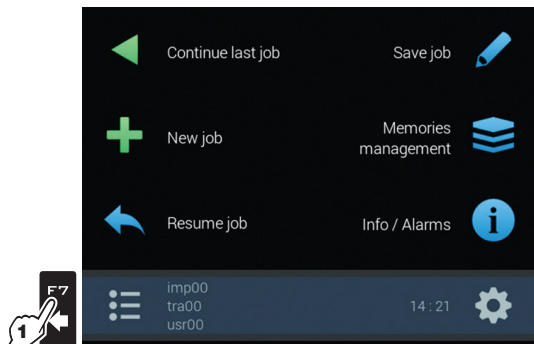 Continue last job
Save job
New job
Memories
management
Resume job
Info / Alarms
i
F7
1
imp00
tra00
usr00
14 : 21